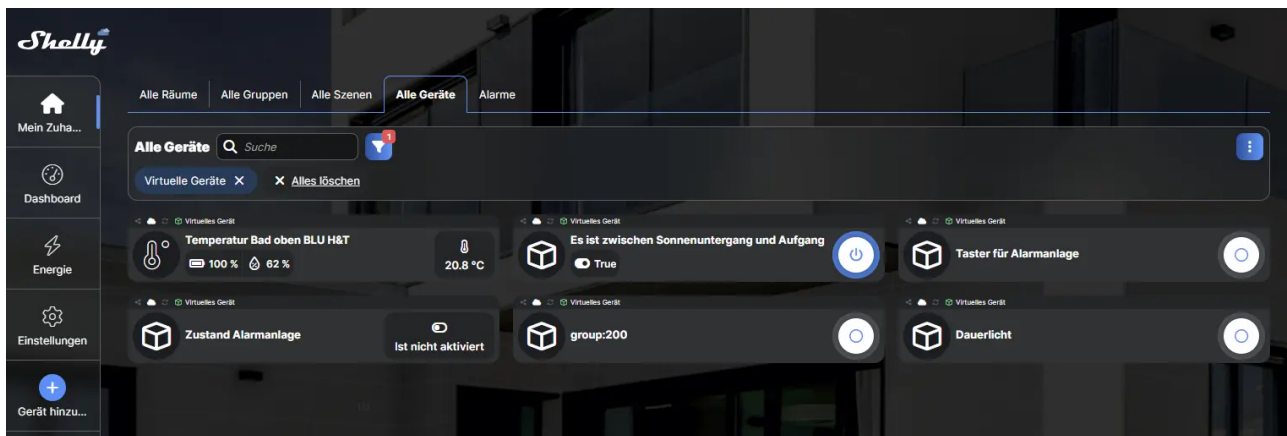 Shelly
Alle Räume
Alle Gruppen
Alle Szenen
Alle Geräte
Alarme
Mein Zuha...
Dashboard
Energie
Einstellungen
Gerät hinzu...
Alle Geräte
Suche
1
Virtuelle Geräte
Alles löschen
Virtuelles Gerät
Temperatur Bad oben BLU H&T
100 % 62 %
20.8 °C
Virtuelles Gerät
Es ist zwischen Sonnenuntergang und Aufgang
True
Virtuelles Gerät
Taster für Alarmanlage
Virtuelles Gerät
Zustand Alarmanlage
Ist nicht aktiviert
Virtuelles Gerät
group:200
Virtuelles Gerät
Dauerlicht